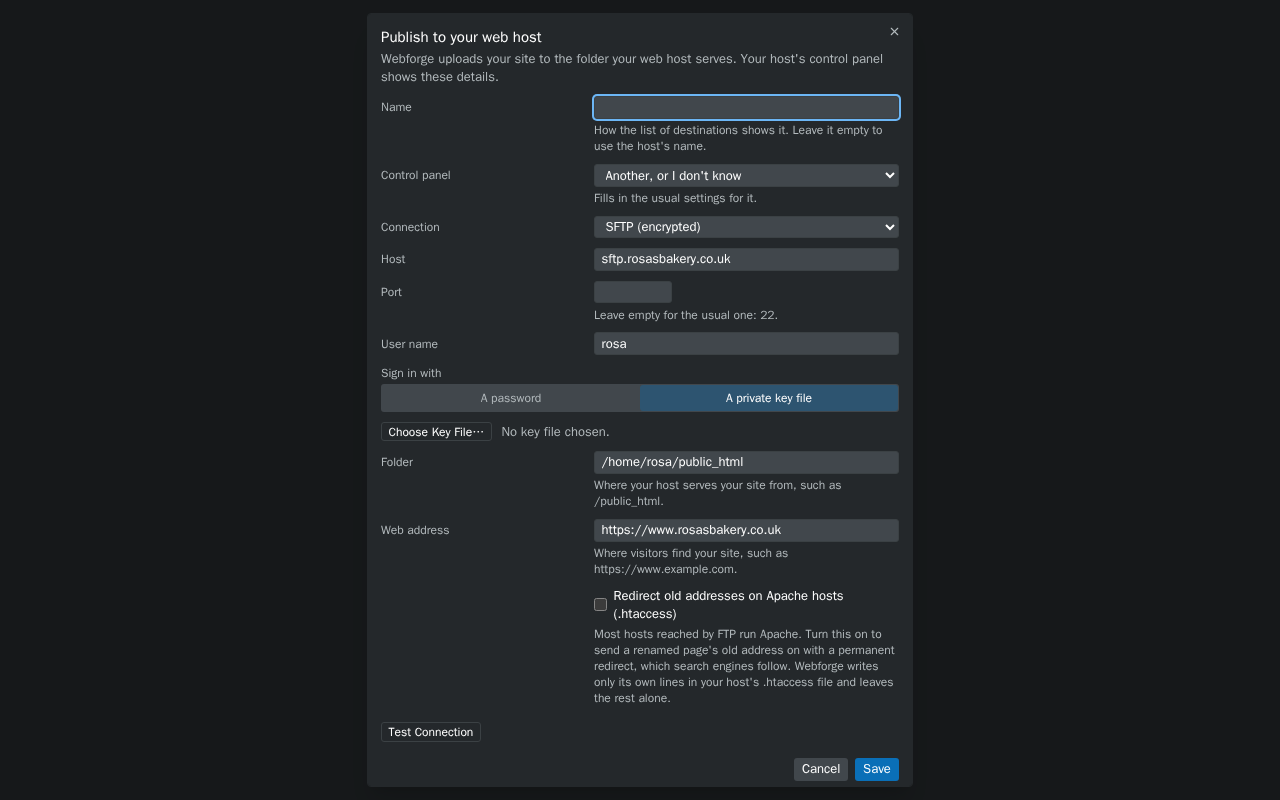 Publish to your web host
×
Webforge uploads your site to the folder your web host serves. Your host's control panel
shows these details.
Name
How the list of destinations shows it. Leave it empty to
use the host's name.
Control panel
Another, or I don't know
Fills in the usual settings for it.
Connection
SFTP (encrypted)
Host
sftp.rosasbakery.co.uk
Port
Leave empty for the usual one: 22.
User name
rosa
Sign in with
A password
A private key file
Choose Key File…
No key file chosen.
Folder
/home/rosa/public_html
Where your host serves your site from, such as
/public_html.
Web address
https://www.rosasbakery.co.uk
Where visitors find your site, such as
https://www.example.com.
Redirect old addresses on Apache hosts
(.htaccess)
Most hosts reached by FTP run Apache. Turn this on to
send a renamed page's old address on with a permanent
redirect, which search engines follow. Webforge writes
only its own lines in your host's .htaccess file and leaves
the rest alone.
Test Connection
Cancel
Save